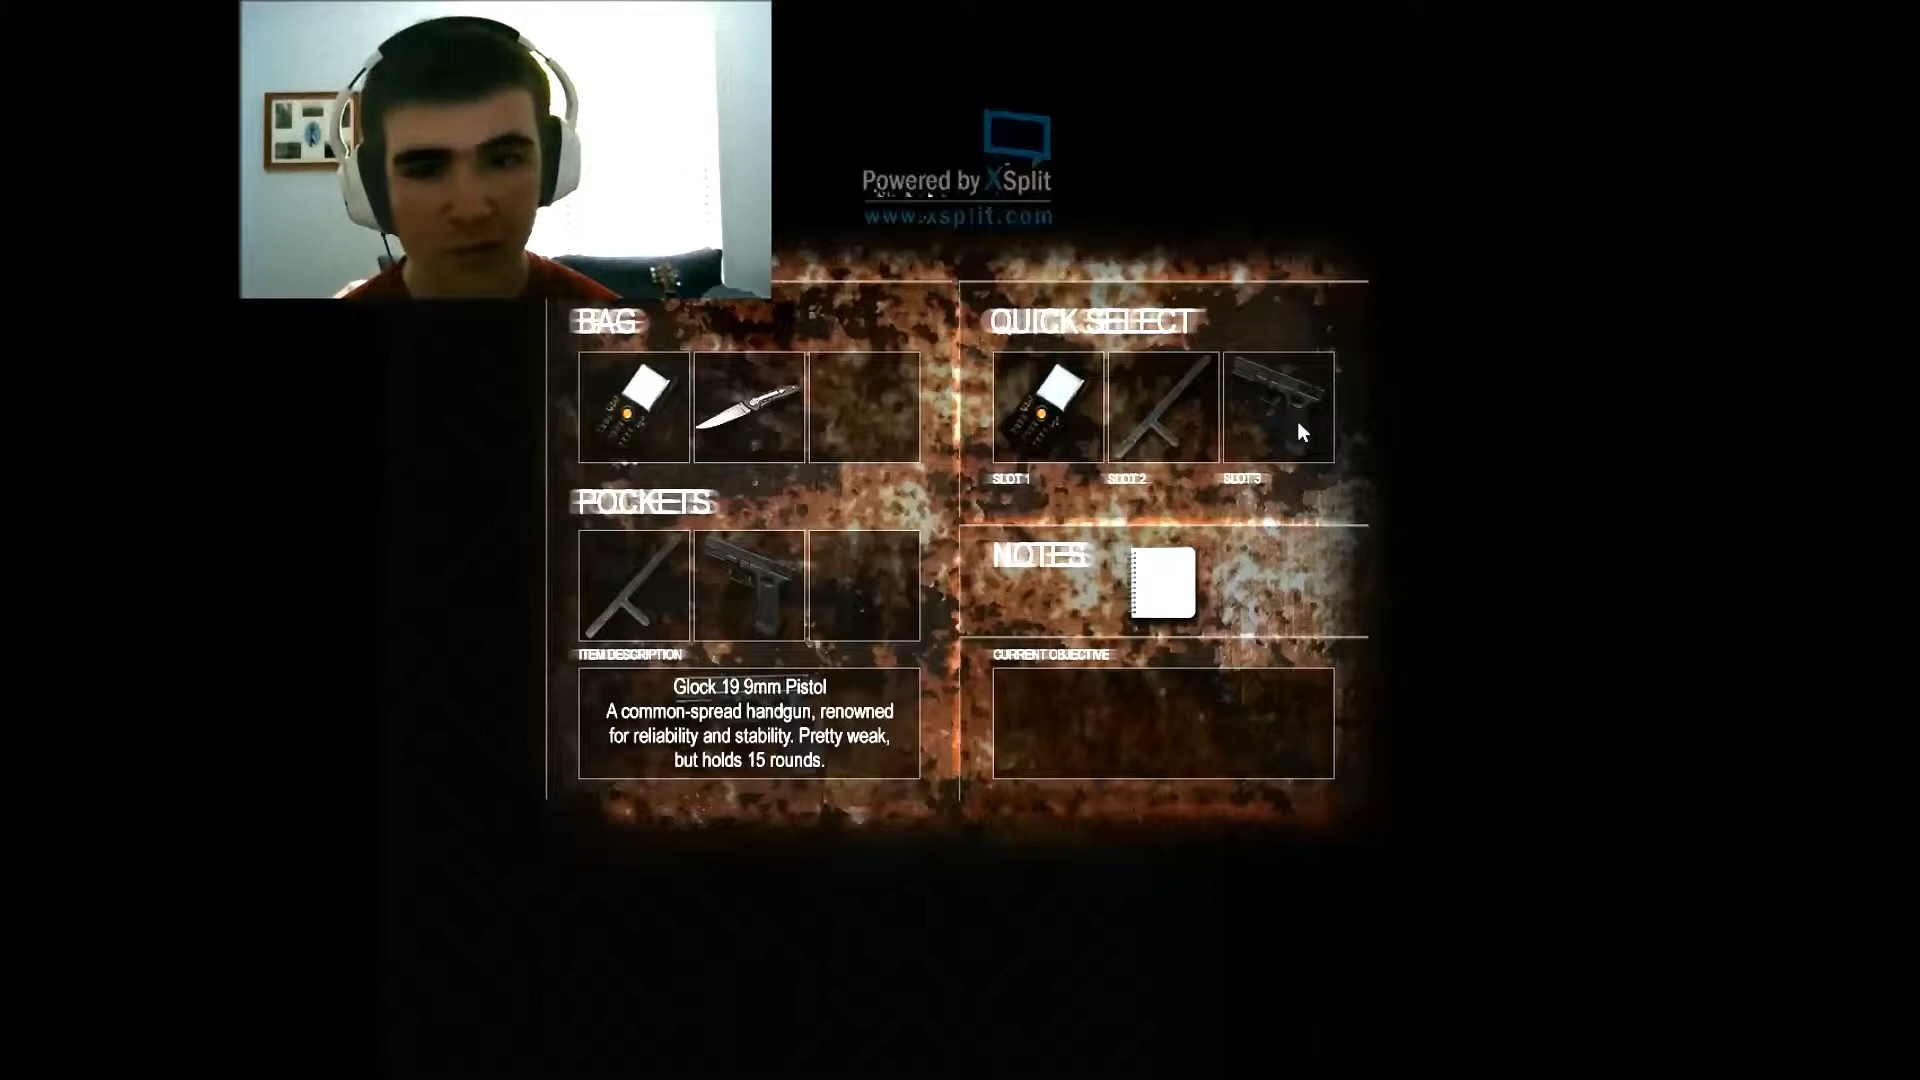 Powered by XSplit
www.xsplit.com
BAG
QUICK SELECT
SLOT 1
SLOT 2
SLOT 3
POCKETS
NOTES
ITEM DESCRIPTION
CURRENT OBJECTIVE
Glock 19 9mm Pistol
A common-spread handgun, renowned
for reliability and stability. Pretty weak,
but holds 15 rounds.